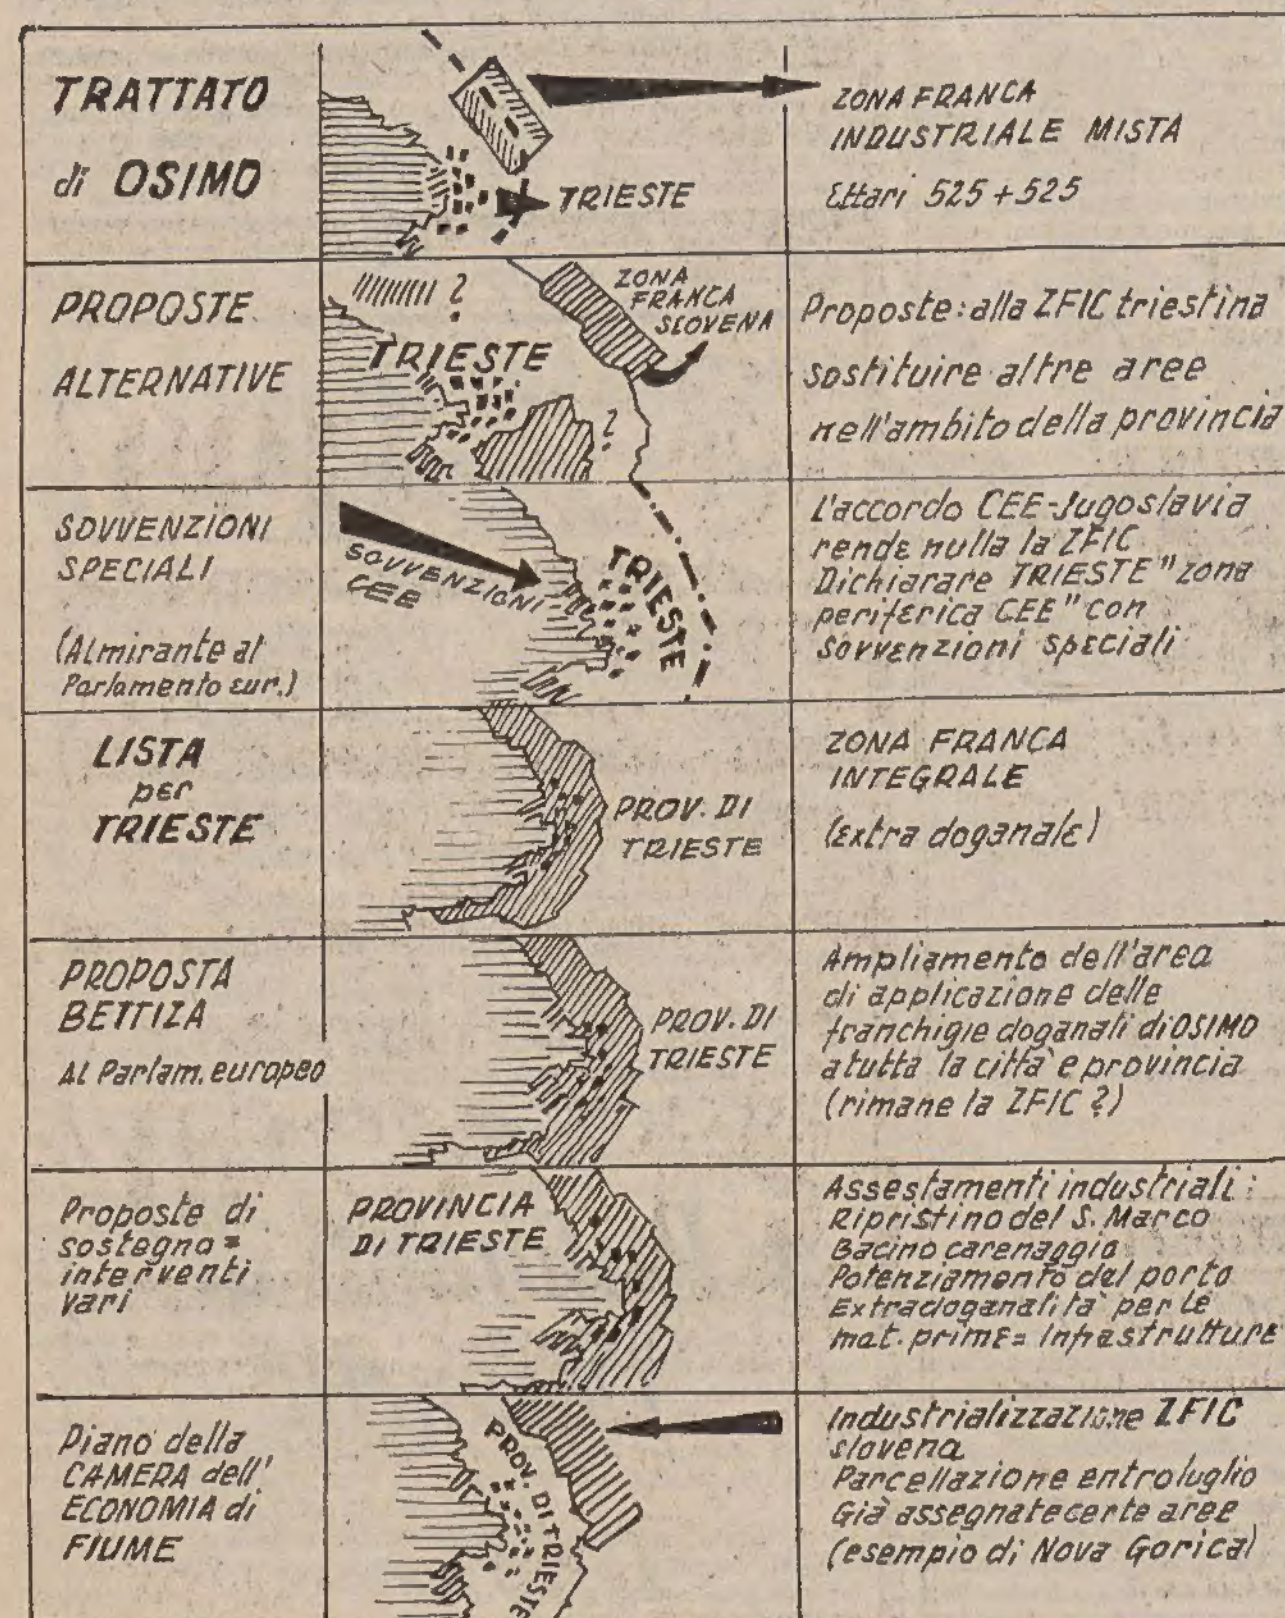 TRATTATO
di OSIMO
TRIESTE
ZONA FRANCA
INDUSTRIALE MISTA
Ettari 525+525
PROPOSTE
ALTERNATIVE
?
TRIESTE
?
ZONA
FRANCA
SLOVENA
Proposte: alla ZFIC triestina
sostituire altre aree
nell'ambito della provincia
SOVVENZIONI
SPECIALI
(Almirante al
Parlamento eur.)
SOVVENZIONI
CEE
TRIESTE
L'accordo CEE-Jugoslavia
rende nulla la ZFIC
Dichiarare TRIESTE "zona
periferica CEE" con
sovvenzioni speciali
LISTA
per
TRIESTE
PROV. DI
TRIESTE
ZONA FRANCA
INTEGRALE
(extra doganale)
PROPOSTA
BETTIZA
Al Parlam. europeo
PROV. DI
TRIESTE
Ampliamento dell'area
di applicazione delle
franchigie doganali di OSIMO
a tutta la città e provincia
(rimane la ZFIC ?)
Proposte di
sostegno =
interventi
vari
PROVINCIA
DI TRIESTE
Assestamenti industriali:
Ripristino del S. Marco
Bacino carenaggio
Potenziamento del porto
Extradoganalità per le
mat. prime = Infrastrutture
Piano della
CAMERA dell'
ECONOMIA di
FIUME
PROV. DI TRIESTE
Industrializzazione ZFIC
slovena
Parcellazione entro luglio
Già assegnate certe aree
(esempio di Nova Gorica)